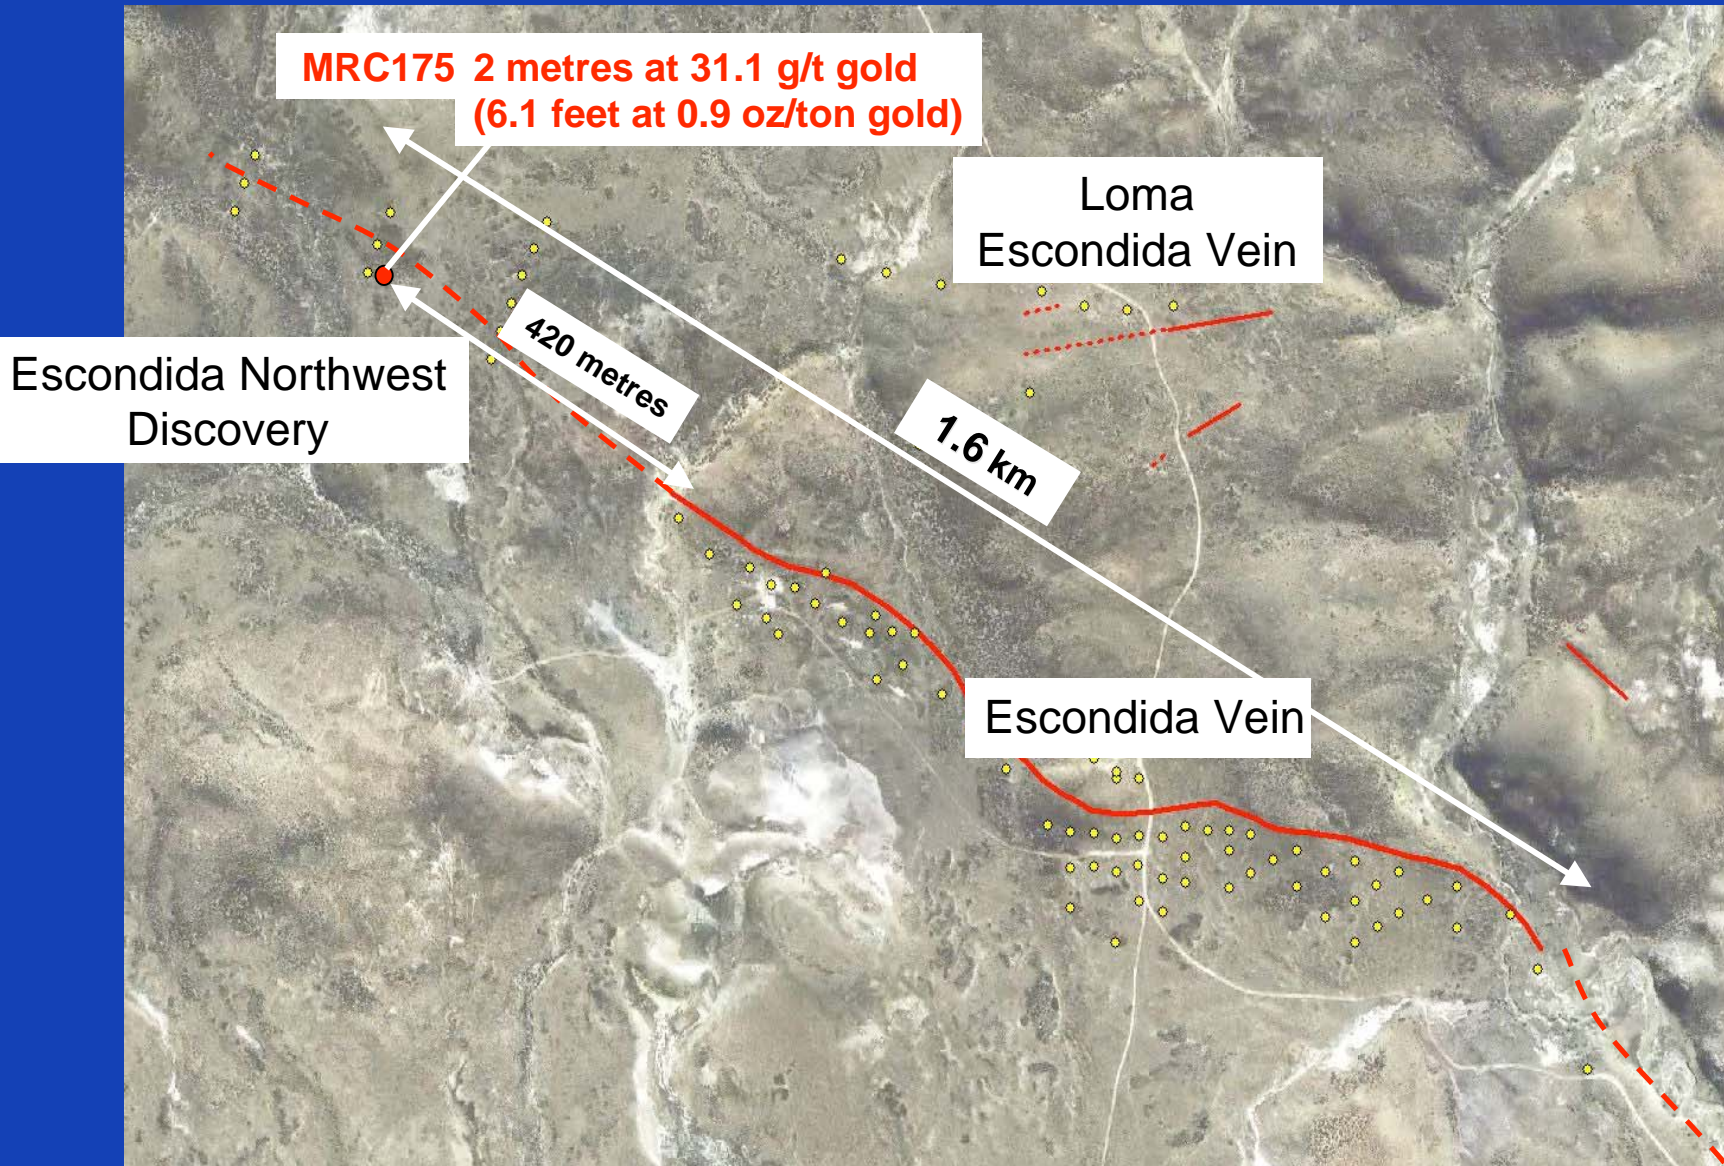 MRC175 2 metres at 31.1 g/t gold
(6.1 feet at 0.9 oz/ton gold)
Loma
Escondida Vein
420 metres
Escondida Northwest
Discovery
1.6 km
Escondida Vein